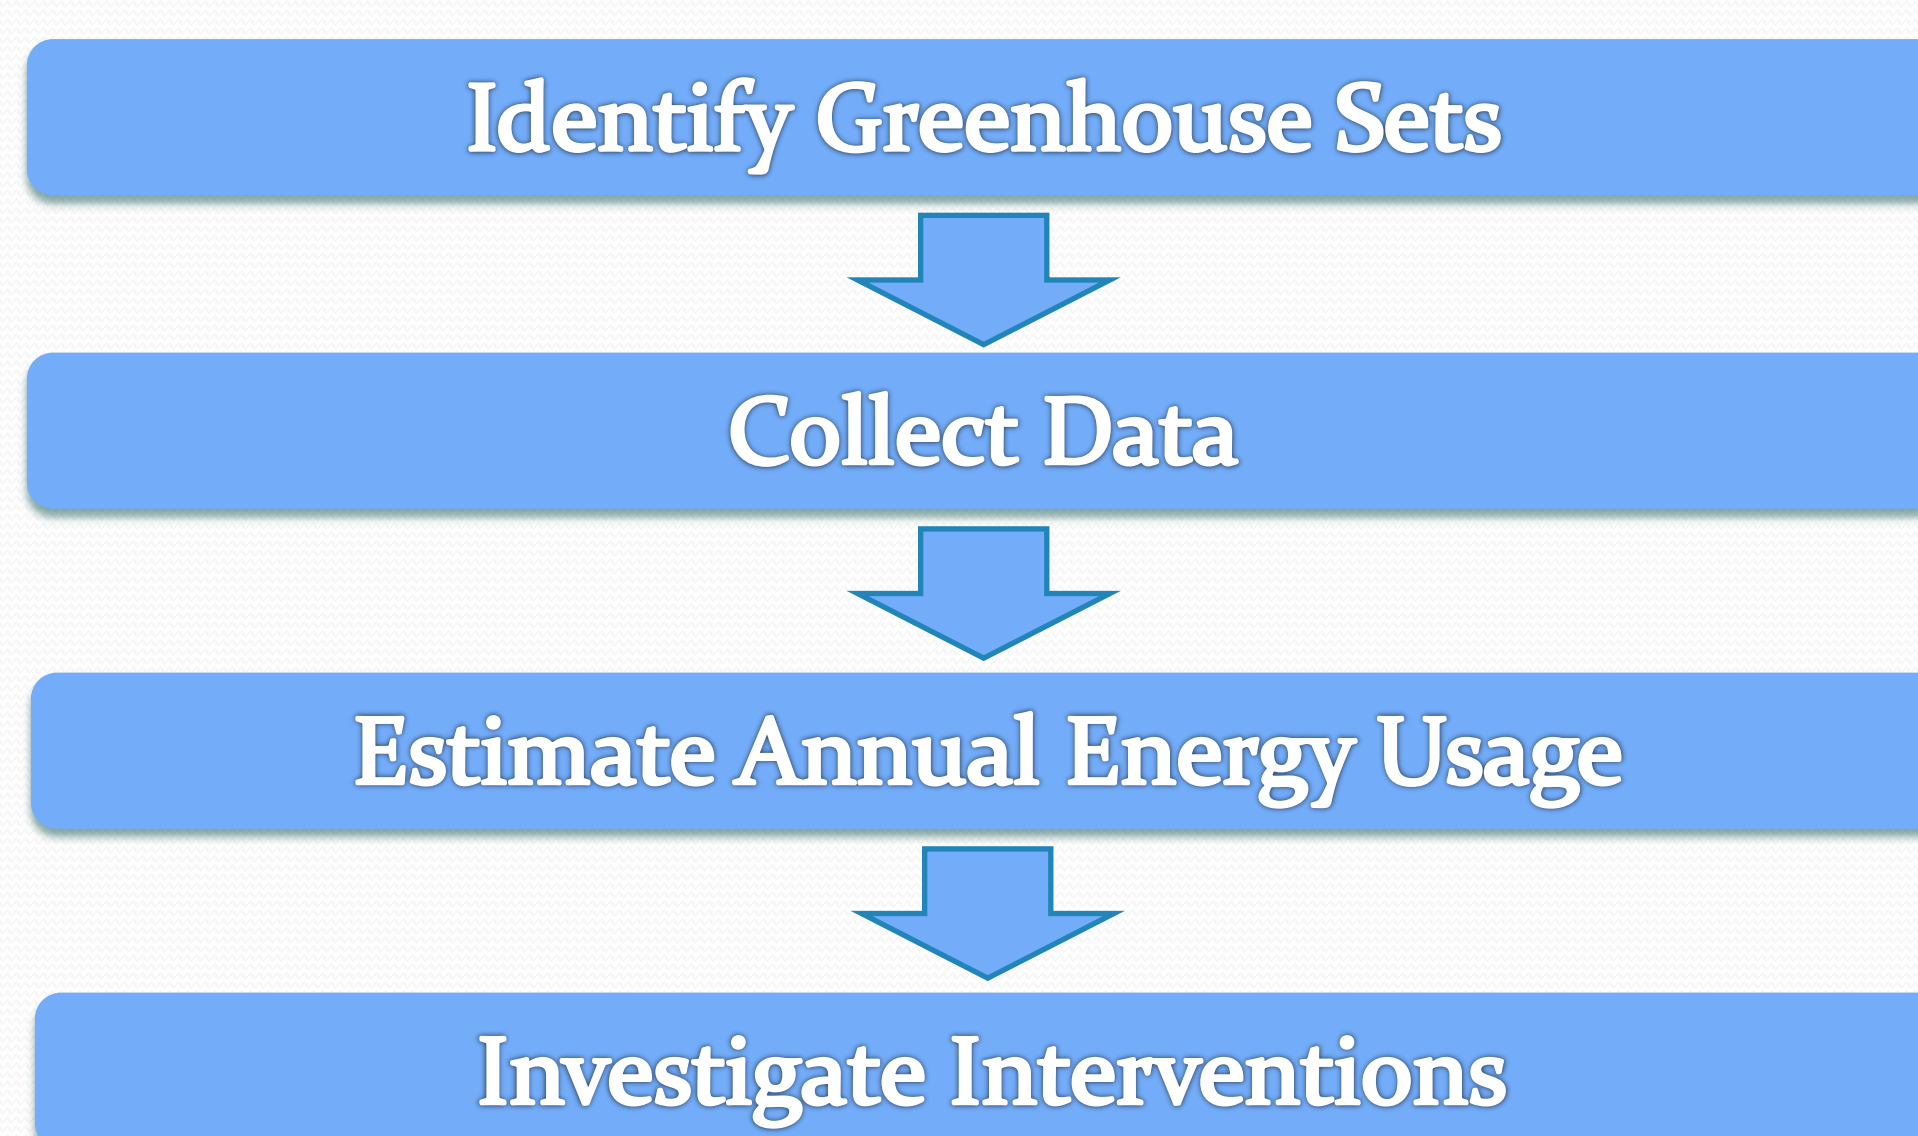 Identify Greenhouse Sets
Collect Data
Estimate Annual Energy Usage
Investigate Interventions